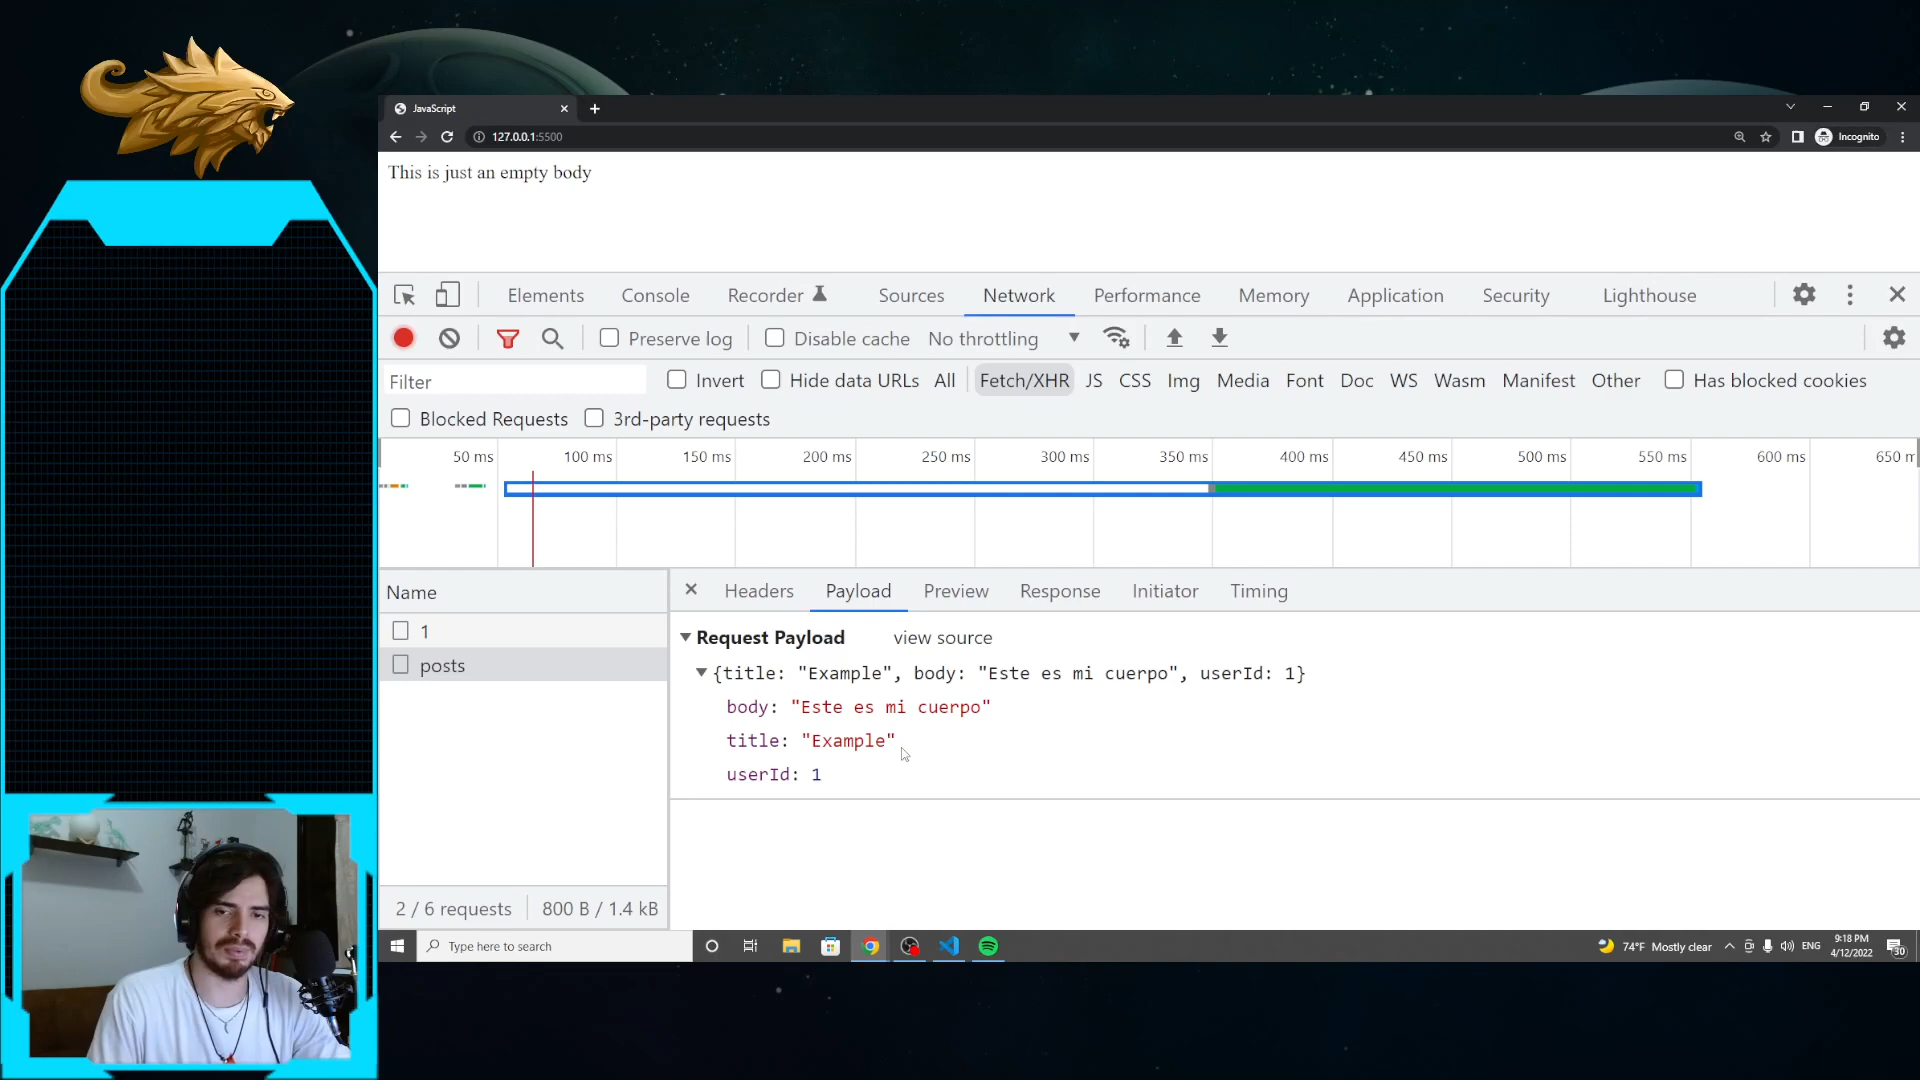 JavaScript
127.0.0.1:5500
Incognito
This is just an empty body
Elements Console Recorder Sources Network Performance Memory Application Security Lighthouse
Preserve log Disable cache No throttling
Filter Invert Hide data URLs All Fetch/XHR JS CSS Img Media Font Doc WS Wasm Manifest Other Has blocked cookies
Blocked Requests 3rd-party requests
50 ms 100 ms 150 ms 200 ms 250 ms 300 ms 350 ms 400 ms 450 ms 500 ms 550 ms 600 ms 650 m
Name
1
posts
2 / 6 requests 800 B / 1.4 kB
Headers Payload Preview Response Initiator Timing
Request Payload view source
{title: "Example", body: "Este es mi cuerpo", userId: 1}
body: "Este es mi cuerpo"
title: "Example"
userId: 1
Type here to search
74°F Mostly clear
ENG
9:18 PM
4/12/2022
30